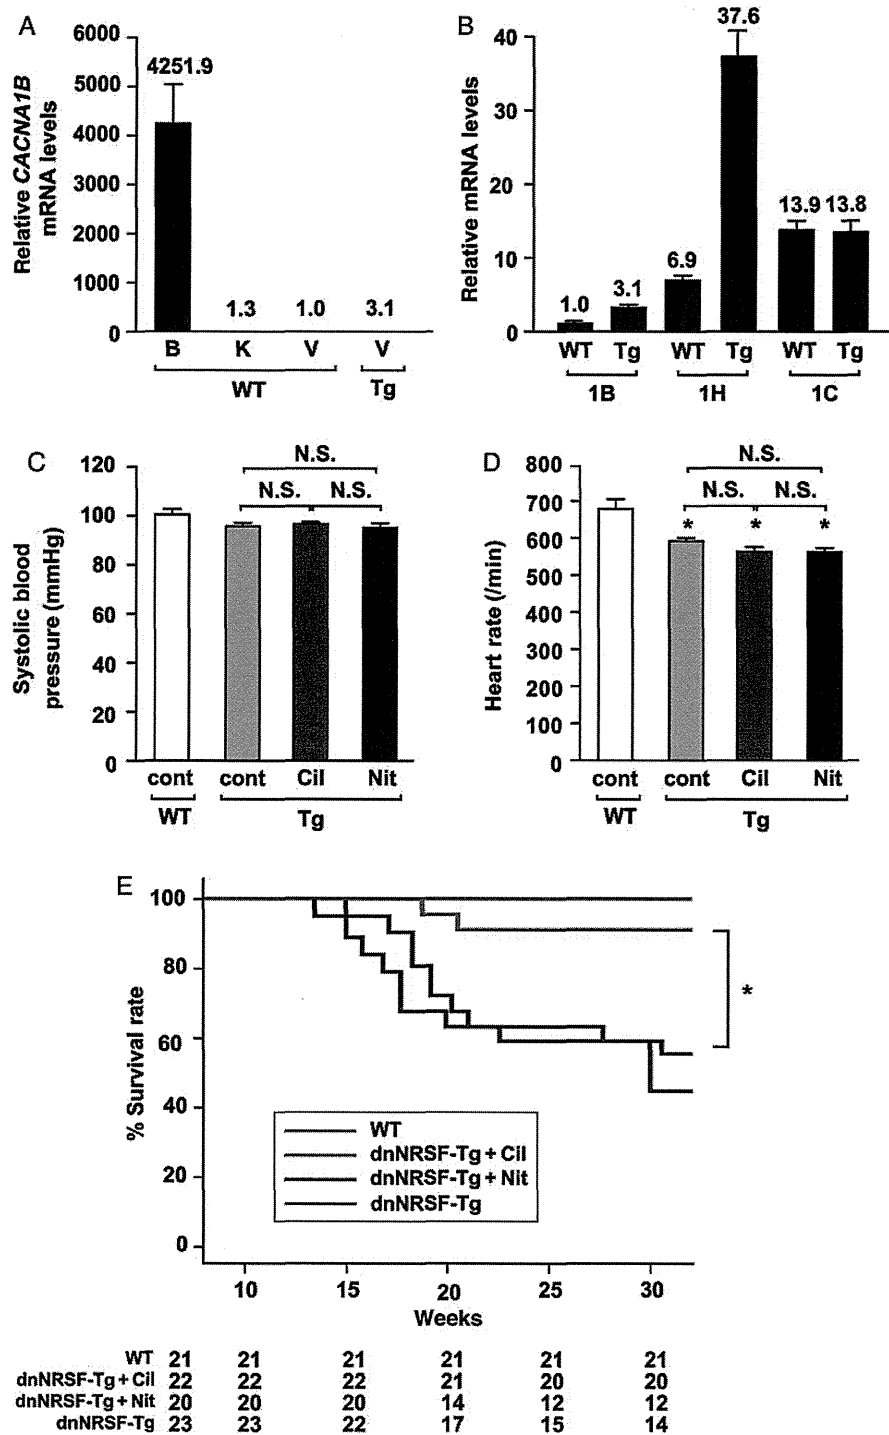 A
Relative CACNA1B
mRNA levels
6000
5000
4000
3000
2000
1000
0
4251.9
1.3
1.0
3.1
B
K
V
V
WT
Tg
B
Relative mRNA levels
40
30
20
10
0
1.0
3.1
6.9
37.6
13.9
13.8
WT
Tg
WT
Tg
WT
Tg
1B
1H
1C
C
Systolic blood
pressure (mmHg)
120
100
80
60
40
20
0
N.S.
N.S.
N.S.
cont
cont
Cil
Nit
WT
Tg
D
Heart rate (/min)
800
700
600
500
400
300
200
100
0
N.S.
N.S.
N.S.
*
*
*
cont
cont
Cil
Nit
WT
Tg
E
% Survival rate
100
80
60
40
20
0
*
WT
dnNRSF-Tg + Cil
dnNRSF-Tg + Nit
dnNRSF-Tg
10
15
20
25
30
Weeks
WT 21 21 21 21 21 21
dnNRSF-Tg + Cil 22 22 22 21 20 20
dnNRSF-Tg + Nit 20 20 20 14 12 12
dnNRSF-Tg 23 23 22 17 15 14